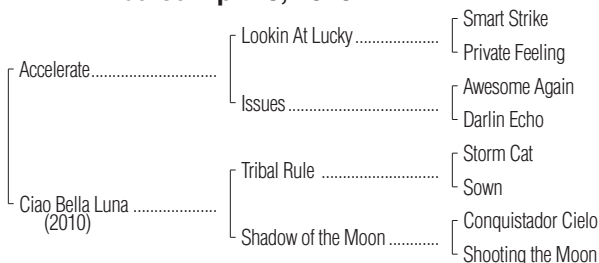 Smart Strike
Lookin At Lucky ....................
Private Feeling
Accelerate..............................
Awesome Again
Issues ....................................
Darlin Echo
Storm Cat
Tribal Rule ............................
Sown
Ciao Bella Luna ....................
(2010)
Conquistador Cielo
Shadow of the Moon ............
Shooting the Moon